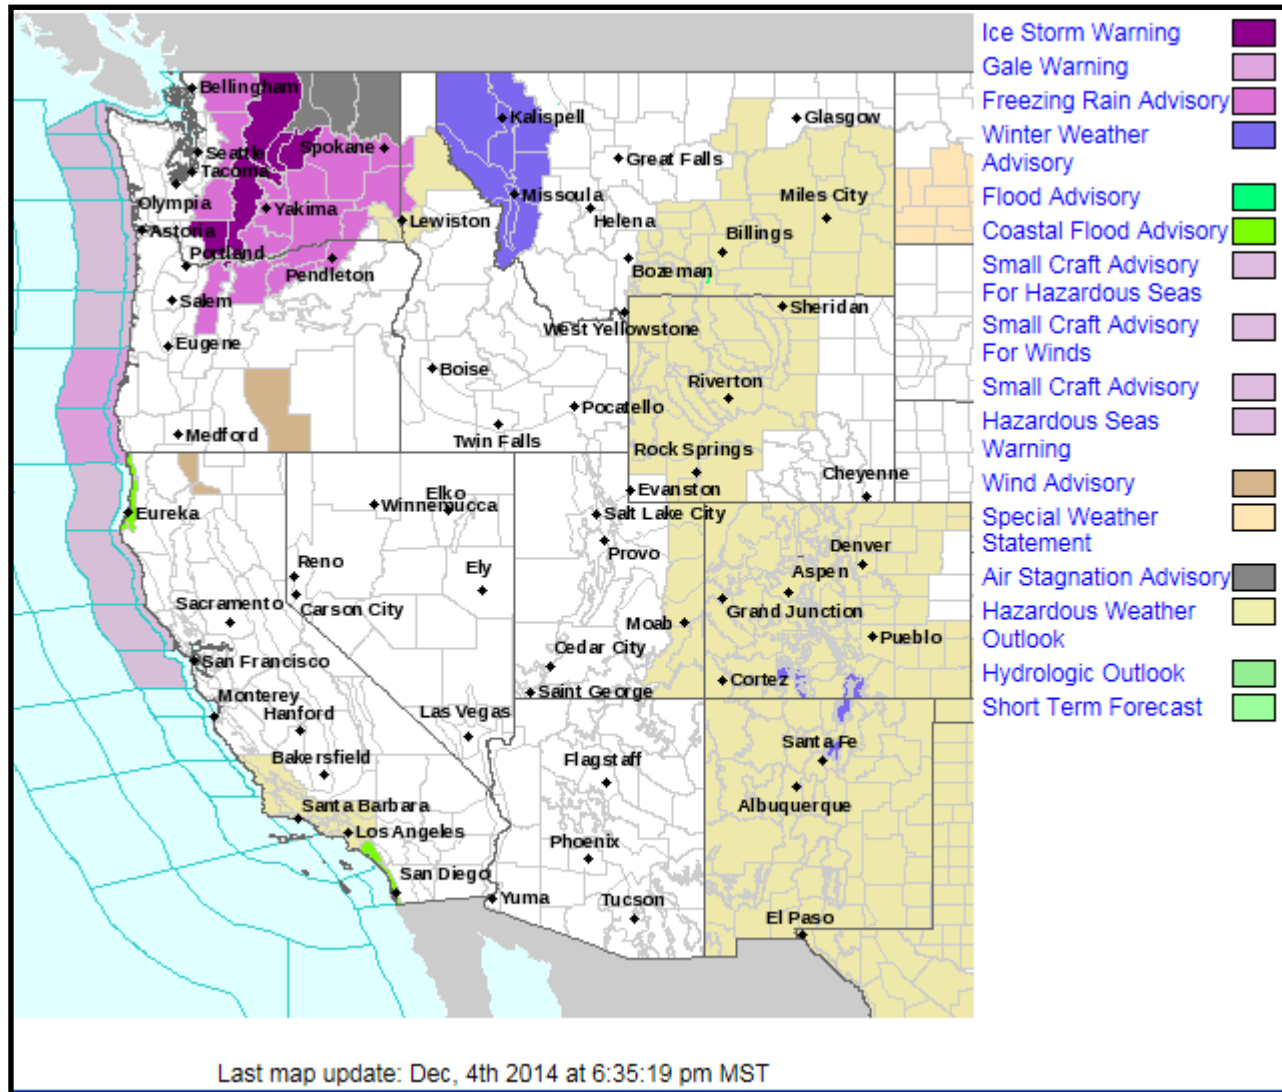 Ice Storm Warning
Gale Warning
Freezing Rain Advisory
Winter Weather
Advisory
Flood Advisory
Coastal Flood Advisory
Small Craft Advisory
For Hazardous Seas
Small Craft Advisory
For Winds
Small Craft Advisory
Hazardous Seas
Warning
Wind Advisory
Special Weather
Statement
Air Stagnation Advisory
Hazardous Weather
Outlook
Hydrologic Outlook
Short Term Forecast
Bellingham
Kalispell
Glasgow
Seattle
Spokane
Great Falls
Tacoma
Olympia
Yakima
Missoula
Helena
Miles City
Astoria
Lewiston
Billings
Portland
Pendleton
Bozeman
Salem
Sheridan
West Yellowstone
Eugene
Boise
Riverton
Pocatello
Medford
Twin Falls
Rock Springs
Cheyenne
Evanston
Elko
Winnemucca
Eureka
Salt Lake City
Provo
Denver
Reno
Ely
Aspen
Sacramento
Carson City
Grand Junction
Moab
Pueblo
Cedar City
San Francisco
Cortez
Saint George
Monterey
Hanford
Las Vegas
Santa Fe
Bakersfield
Flagstaff
Albuquerque
Santa Barbara
Los Angeles
Phoenix
San Diego
Yuma
Tucson
El Paso
Last map update: Dec, 4th 2014 at 6:35:19 pm MST